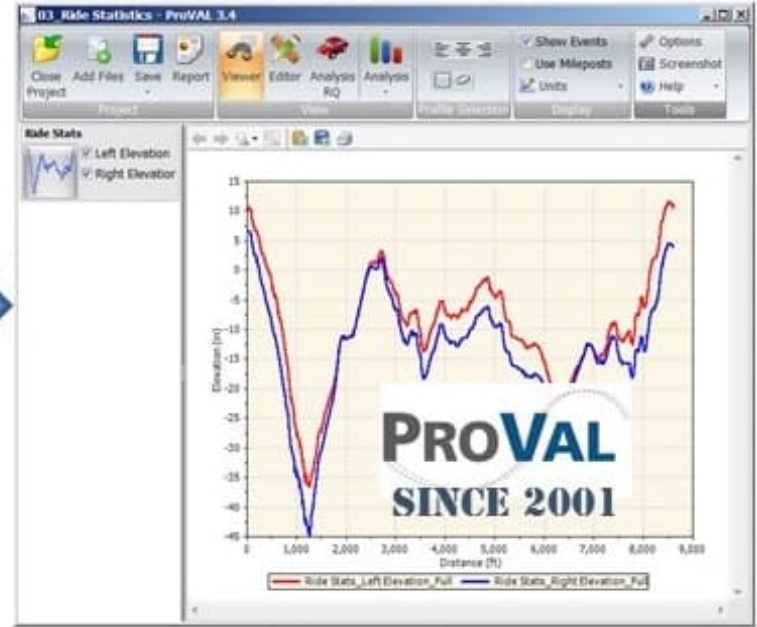 03_Ride Statistics - ProVAL 3.4
Close Project
Add Files
Save
Report
Viewer
Editor
Analysis RQ
Analysis
Show Events
Use Mileposts
Units
Options
Screenshot
Help
Project
View
Profile Selection
Display
Tools
Ride Stats
Left Elevation
Right Elevation
15
10
5
0
-5
-10
-15
-20
-25
-30
-35
-40
-45
Elevation (in)
0 1,000 2,000 3,000 4,000 5,000 6,000 7,000 8,000 9,000
Distance (ft)
Ride Stats_Left Elevation_Full
Ride Stats_Right Elevation_Full
PROVAL
SINCE 2001